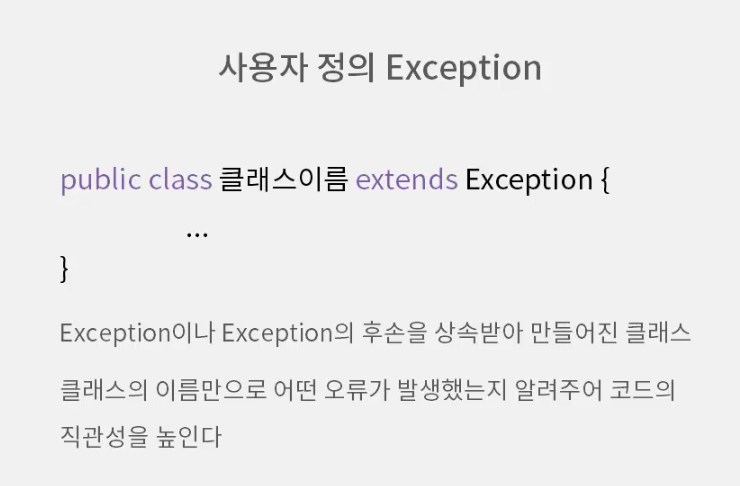 사용자 정의 Exception
public class 클래스이름 extends Exception {
...
}
Exception이나 Exception의 후손을 상속받아 만들어진 클래스
클래스의 이름만으로 어떤 오류가 발생했는지 알려주어 코드의
직관성을 높인다